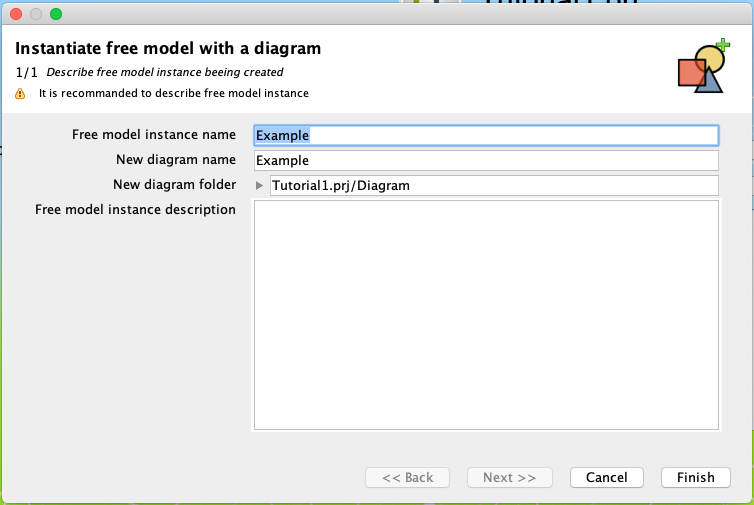 Instantiate free model with a diagram
1/1 Describe free model instance beeing created
It is recommanded to describe free model instance
Free model instance name Example
New diagram name Example
New diagram folder Tutorial1.prj/Diagram
Free model instance description
<< Back Next >> Cancel Finish